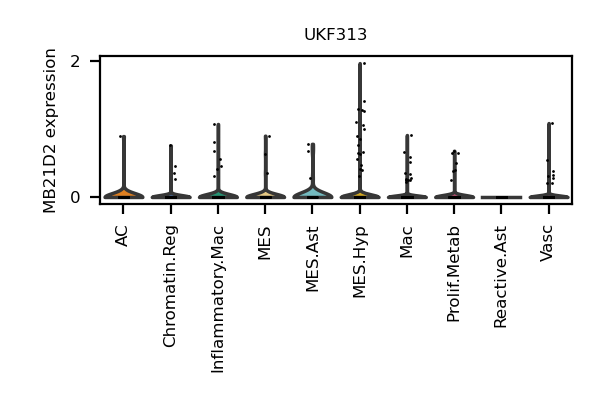 UKF313
MB21D2 expression
2
0
AC
Chromatin.Reg
Inflammatory.Mac
MES
MES.Ast
MES.Hyp
Mac
Prolif.Metab
Reactive.Ast
Vasc